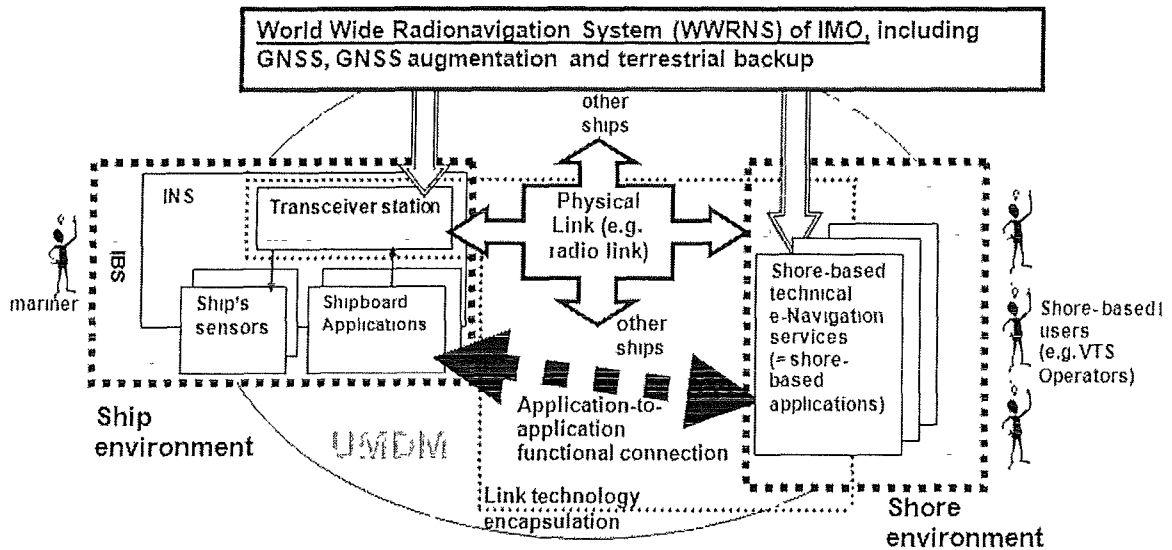 World Wide Radionavigation System (WWRNS) of IMO, including
GNSS, GNSS augmentation and terrestrial backup
other
ships
INS
Transceiver station
Physical
Link (e.g.
radio link)
IBS
mariner
Ship's
sensors
Shipboard
Applications
Shore-based
technical
e-Navigation
services
(= shore-
based
applications)
other
ships
Shore-based
users
(e.g. VTS
Operators)
Ship
environment
UMDM
Application-to-
application
functional connection
Link technology
encapsulation
Shore
environment